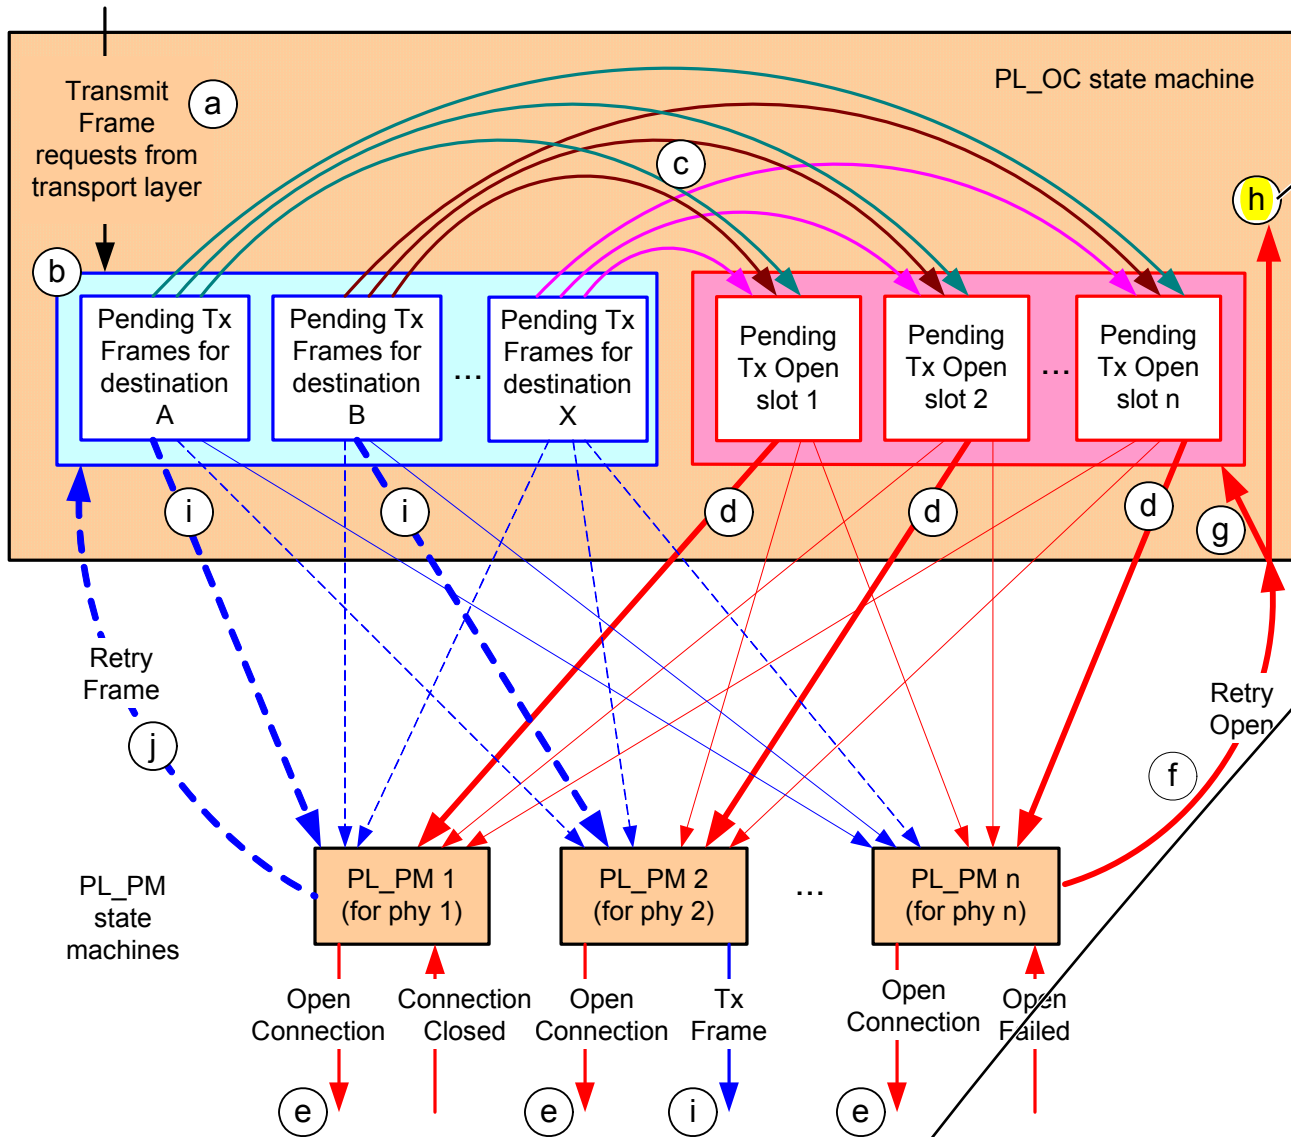 Transmit
Frame
requests from
transport layer
a
PL_OC state machine
c
h
b
Pending Tx
Frames for
destination
A
Pending Tx
Frames for
destination
B
...
Pending Tx
Frames for
destination
X
Pending
Tx Open
slot 1
Pending
Tx Open
slot 2
...
Pending
Tx Open
slot n
i
i
d
d
d
g
Retry
Frame
j
Retry
Open
f
PL_PM
state
machines
PL_PM 1
(for phy 1)
PL_PM 2
(for phy 2)
...
PL_PM n
(for phy n)
Open
Connection
Connection
Closed
Open
Connection
Tx
Frame
Open
Connection
Open
Failed
e
e
i
e